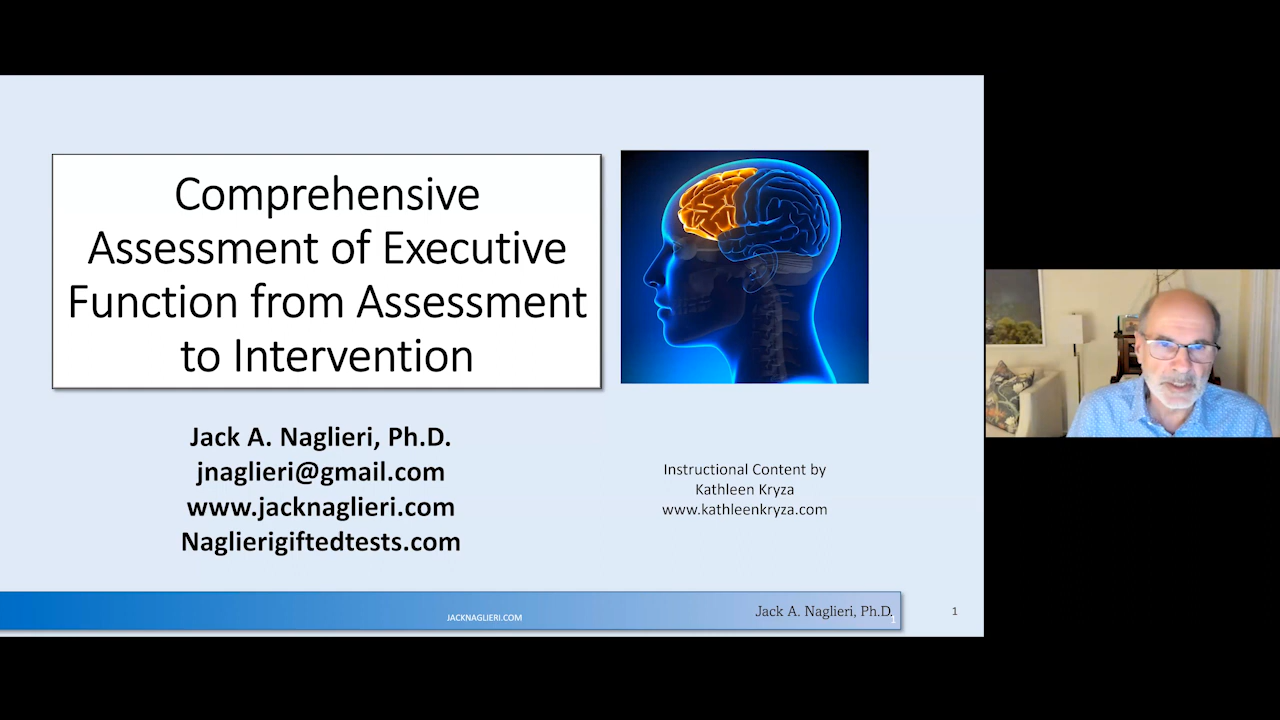 Comprehensive
Assessment of Executive
Function from Assessment
to Intervention
Jack A. Naglieri, Ph.D.
jnaglieri@gmail.com
www.jacknaglieri.com
Naglierigiftedtests.com
Instructional Content by
Kathleen Kryza
www.kathleenkryza.com
JACKNAGLIERI.COM
Jack A. Naglieri, Ph.D.
1
1